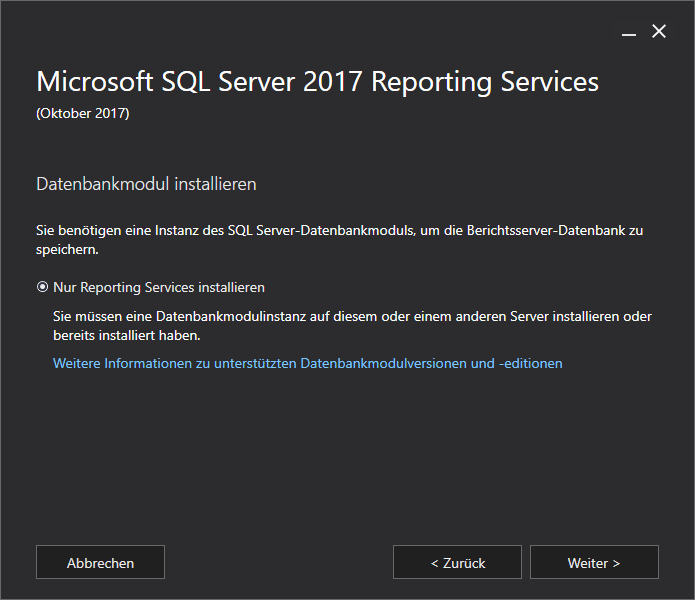 Microsoft SQL Server 2017 Reporting Services
(Oktober 2017)
Datenbankmodul installieren
Sie benötigen eine Instanz des SQL Server-Datenbankmoduls, um die Berichtsserver-Datenbank zu
speichern.
Nur Reporting Services installieren
Sie müssen eine Datenbankmodulinstanz auf diesem oder einem anderen Server installieren oder
bereits installiert haben.
Weitere Informationen zu unterstützten Datenbankmodulversionen und -editionen
Abbrechen
< Zurück
Weiter >